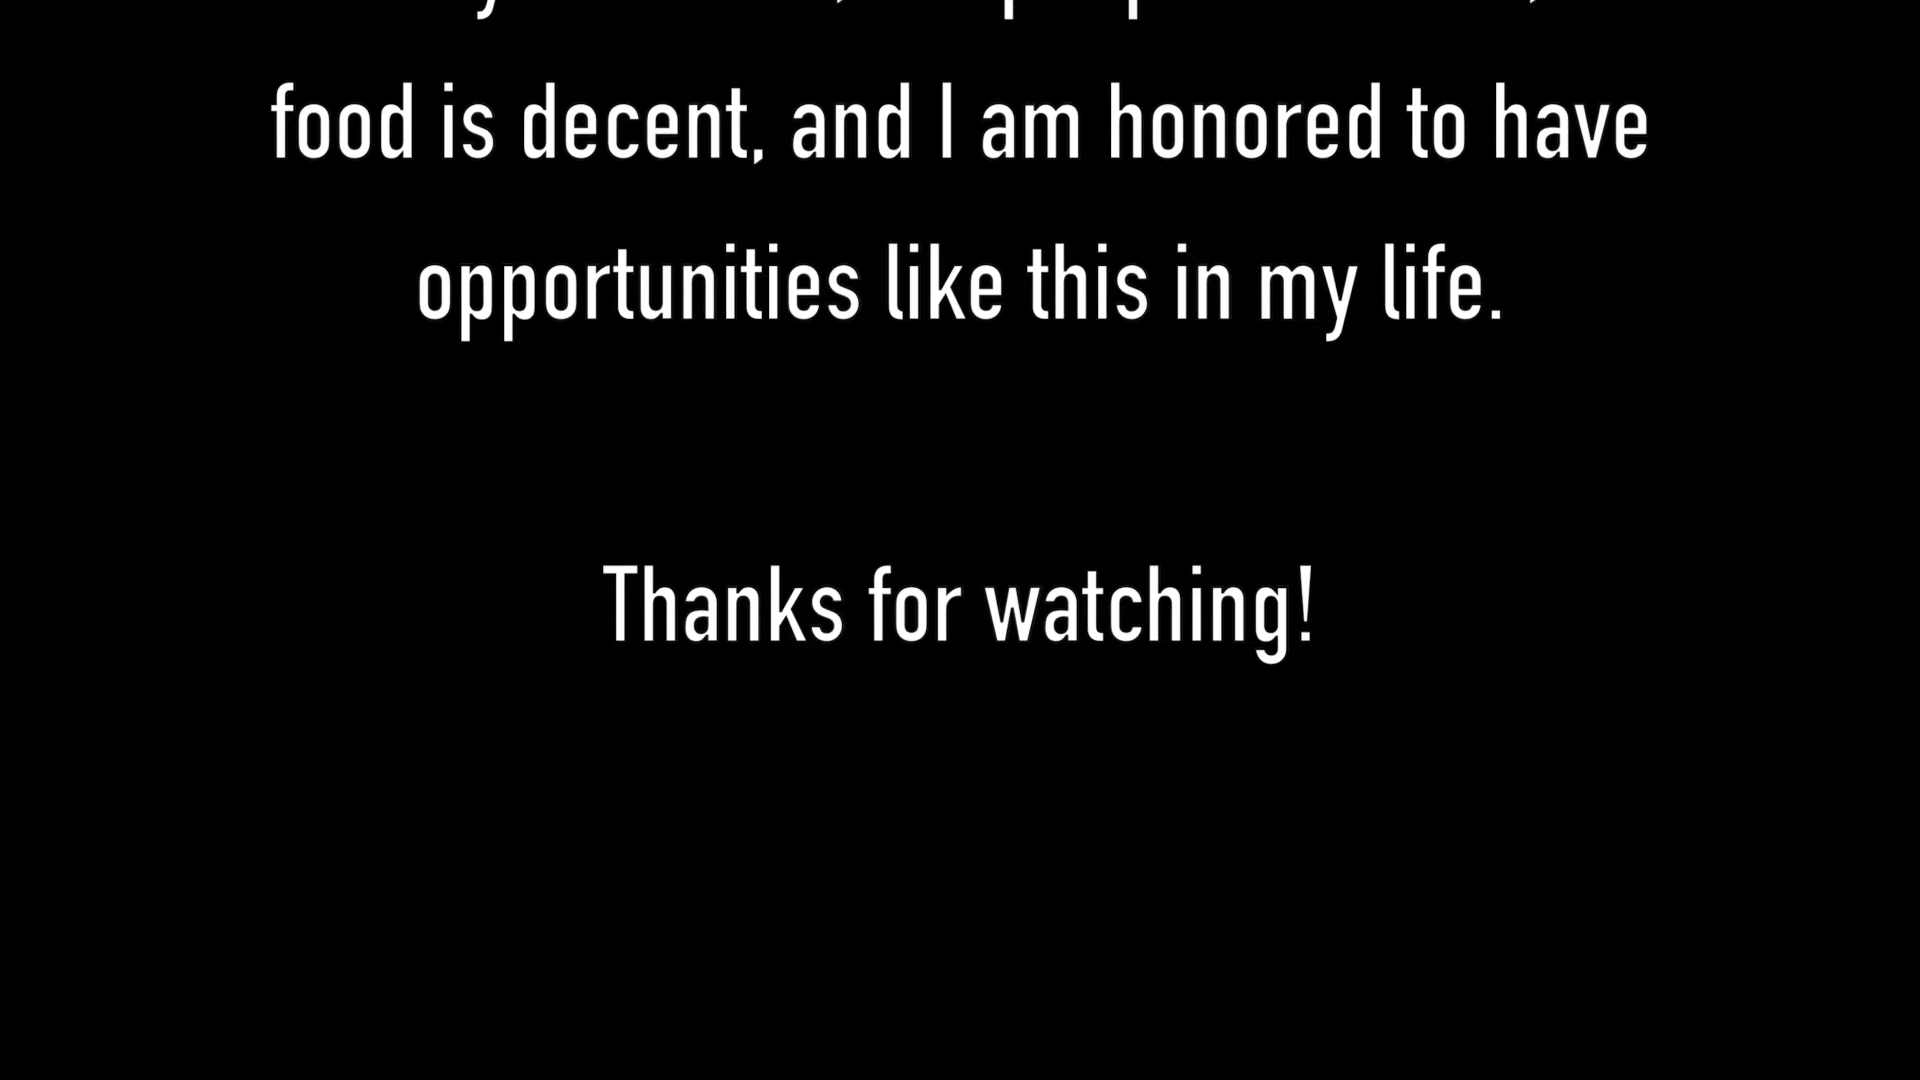 food is decent, and I am honored to have
opportunities like this in my life.
Thanks for watching!